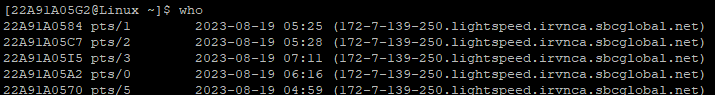 [22A91A05G2@Linux ~]$ who
22A91A0584 pts/1        2023-08-19 05:25 (172-7-139-250.lightspeed.irvnca.sbcglobal.net)
22A91A05C7 pts/2        2023-08-19 05:28 (172-7-139-250.lightspeed.irvnca.sbcglobal.net)
22A91A05I5 pts/3        2023-08-19 07:11 (172-7-139-250.lightspeed.irvnca.sbcglobal.net)
22A91A05A2 pts/0        2023-08-19 06:16 (172-7-139-250.lightspeed.irvnca.sbcglobal.net)
22A91A0570 pts/5        2023-08-19 04:59 (172-7-139-250.lightspeed.irvnca.sbcglobal.net)